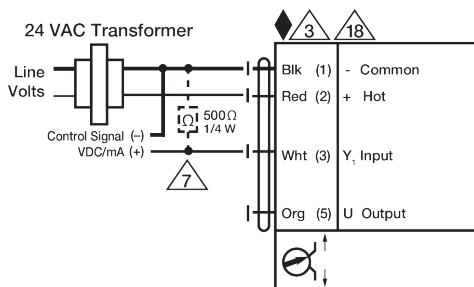 24 VAC Transformer
3
18
Line
Volts
Blk (1) - Common
Red (2) + Hot
Ω
500Ω
1/4 W
Control Signal (–)
VDC/mA (+)
Wht (3) Y1 Input
7
Org (5) U Output